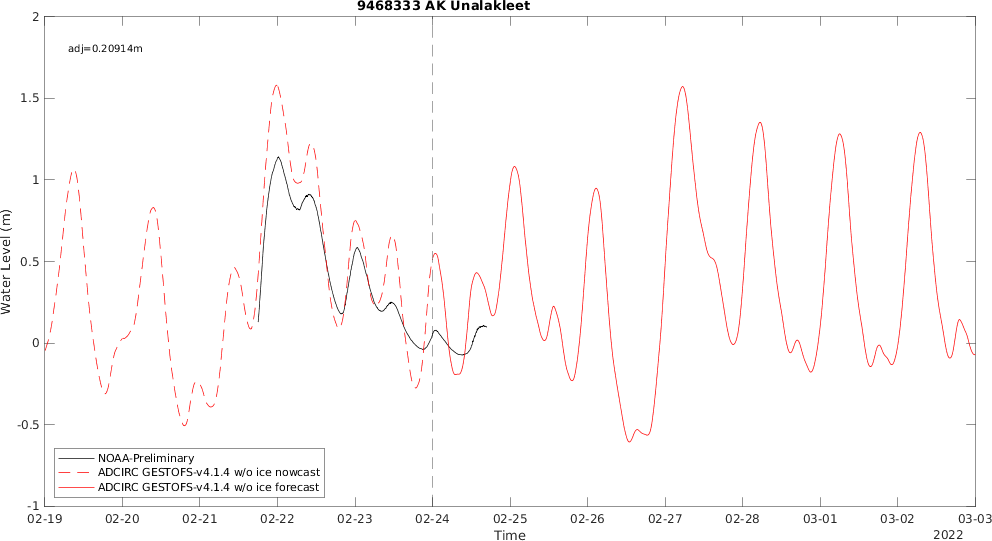 9468333 AK Unalakleet
adj=0.20914m
Water Level (m)
2
1.5
1
0.5
0
-0.5
-1
NOAA-Preliminary
ADCIRC GESTOFS-v4.1.4 w/o ice nowcast
ADCIRC GESTOFS-v4.1.4 w/o ice forecast
02-19 02-20 02-21 02-22 02-23 02-24 02-25 02-26 02-27 02-28 03-01 03-02 03-03
Time
2022